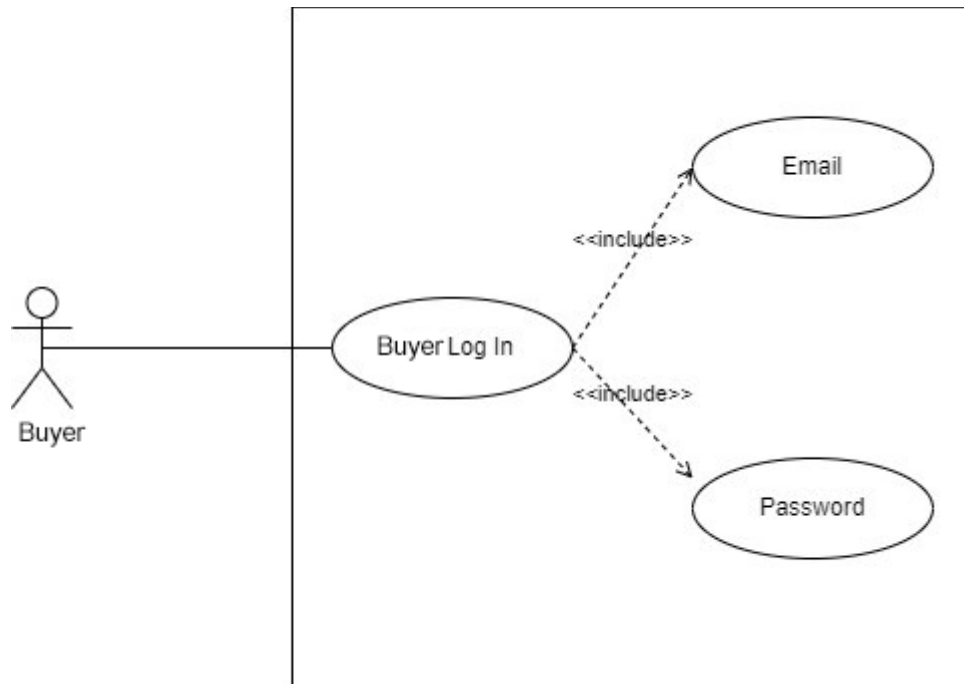 Email
<<include>>
Buyer Log In
<<include>>
Buyer
Password